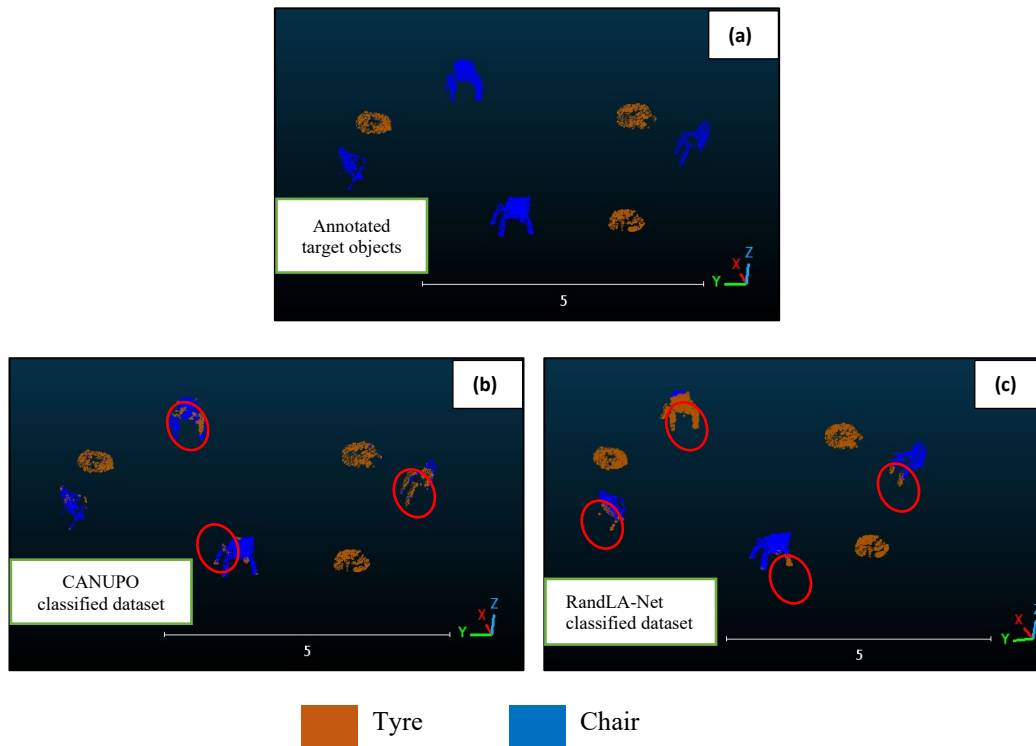 (a)
Annotated
target objects
Z
X
Y
5
(b)
CANUPO
classified dataset
Z
X
Y
5
(c)
RandLA-Net
classified dataset
Z
X
Y
5
Tyre
Chair